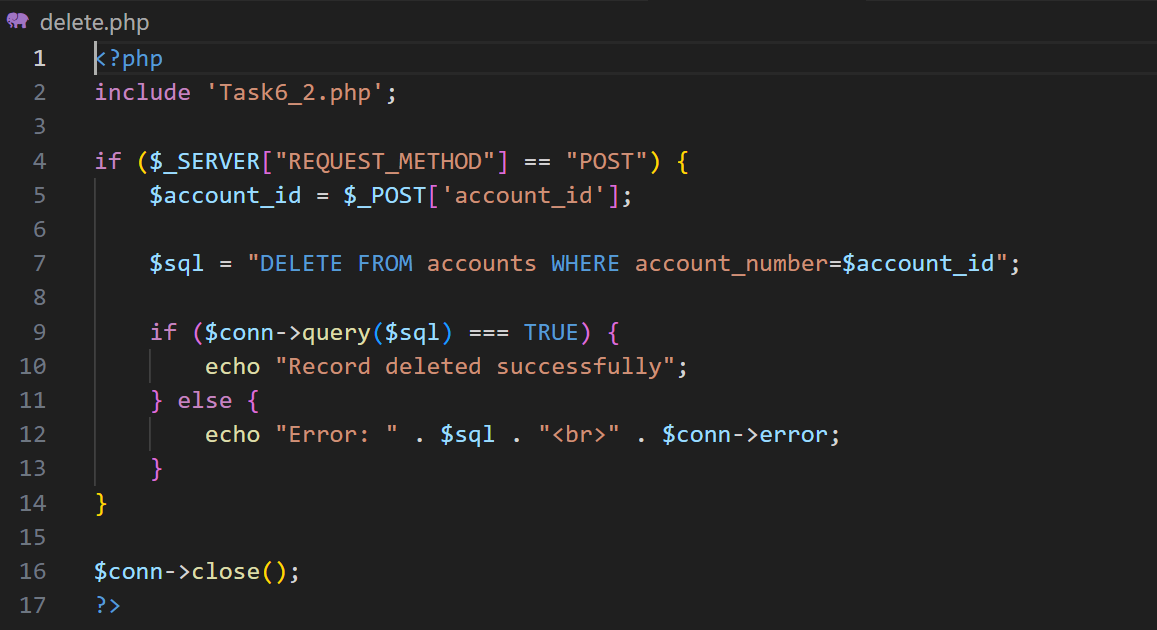 delete.php
1 <?php
2 include 'Task6_2.php';
3
4 if ($_SERVER["REQUEST_METHOD"] == "POST") {
5     $account_id = $_POST['account_id'];
6
7     $sql = "DELETE FROM accounts WHERE account_number=$account_id";
8
9     if ($conn->query($sql) === TRUE) {
10         echo "Record deleted successfully";
11     } else {
12         echo "Error: " . $sql . "<br>" . $conn->error;
13     }
14 }
15
16 $conn->close();
17 ?>